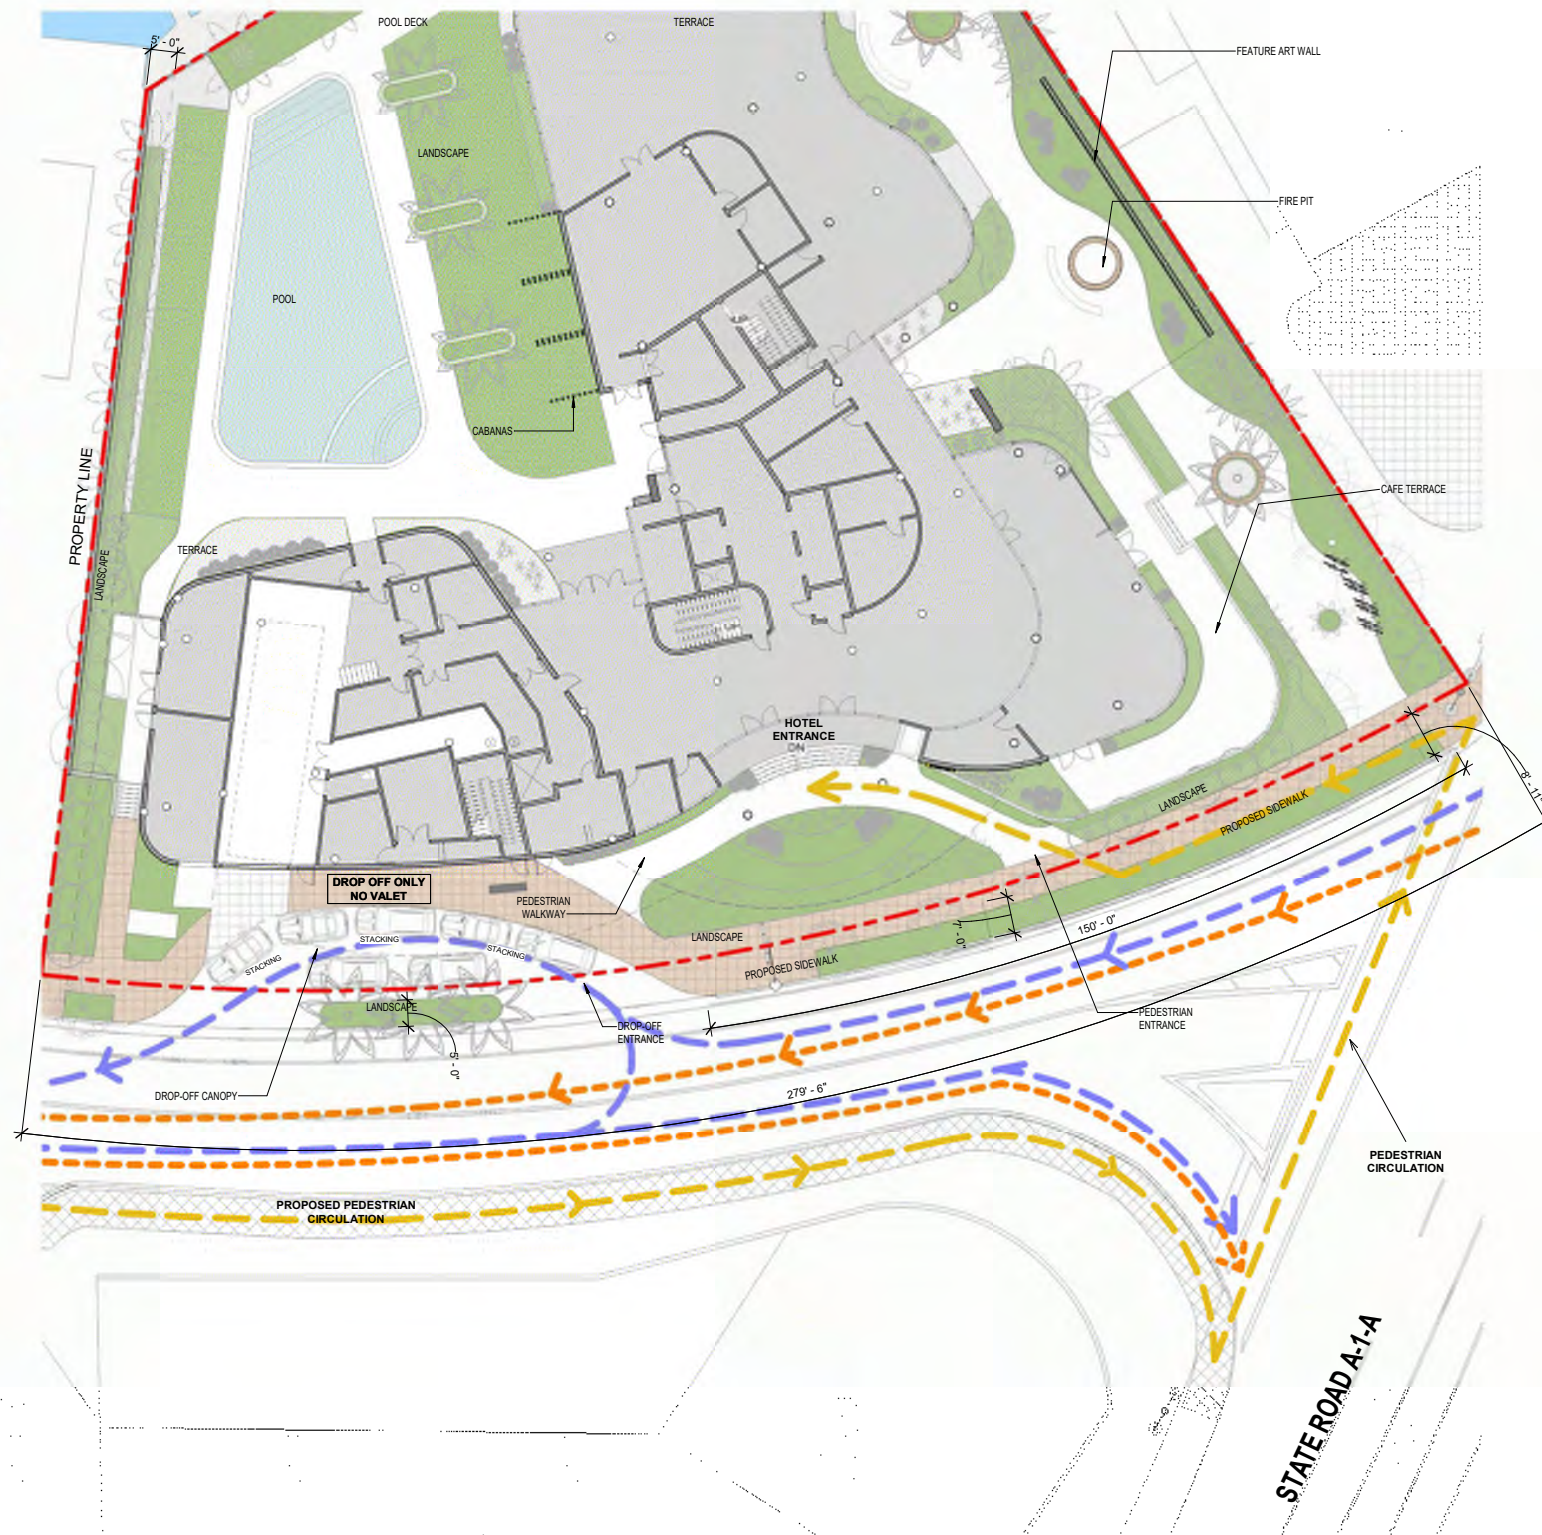 POOL DECK
TERRACE
5' - 0"
FEATURE ART WALL
LANDSCAPE
FIRE PIT
POOL
CABANAS
PROPERTY LINE
CAFE TERRACE
TERRACE
LANDSCAPE
HOTEL
ENTRANCE
DN
8' - 11"
LANDSCAPE
PROPOSED SIDEWALK
DROP OFF ONLY
NO VALET
PEDESTRIAN
WALKWAY
7' - 0"
150' - 0"
STACKING
STACKING
STACKING
LANDSCAPE
PROPOSED SIDEWALK
LANDSCAPE
DROP-OFF
ENTRANCE
PEDESTRIAN
ENTRANCE
5' - 0"
DROP-OFF CANOPY
279' - 6"
PEDESTRIAN
CIRCULATION
PROPOSED PEDESTRIAN
CIRCULATION
STATE ROAD A-1-A